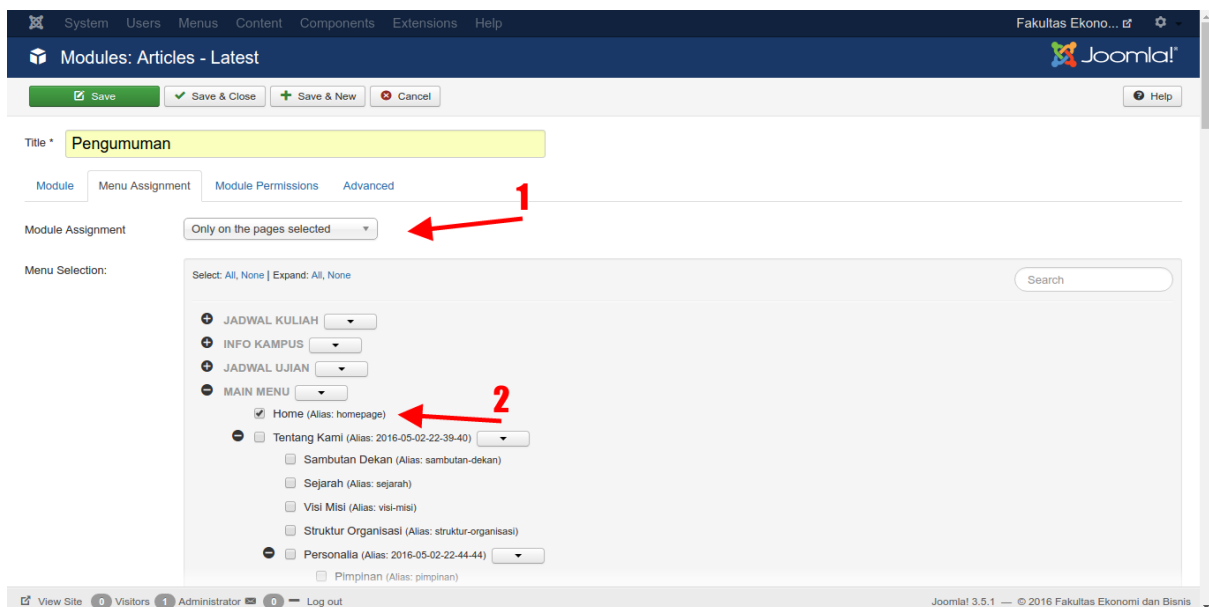 System Users Menus Content Components Extensions Help Fakultas Ekono...
Modules: Articles - Latest Joomla!®
Save Save & Close Save & New Cancel Help
Title * Pengumuman
Module Menu Assignment Module Permissions Advanced
1
Module Assignment Only on the pages selected
Menu Selection: Select: All, None | Expand: All, None Search
JADWAL KULIAH
INFO KAMPUS
JADWAL UJIAN
MAIN MENU
2
Home (Alias: homepage)
Tentang Kami (Alias: 2016-05-02-22-39-40)
Sambutan Dekan (Alias: sambutan-dekan)
Sejarah (Alias: sejarah)
Visi Misi (Alias: visi-misi)
Struktur Organisasi (Alias: struktur-organisasi)
Personalia (Alias: 2016-05-02-22-44-44)
Pimpinan (Alias: pimpinan)
View Site 0 Visitors 1 Administrator 0 Log out Joomla! 3.5.1 — © 2016 Fakultas Ekonomi dan Bisnis